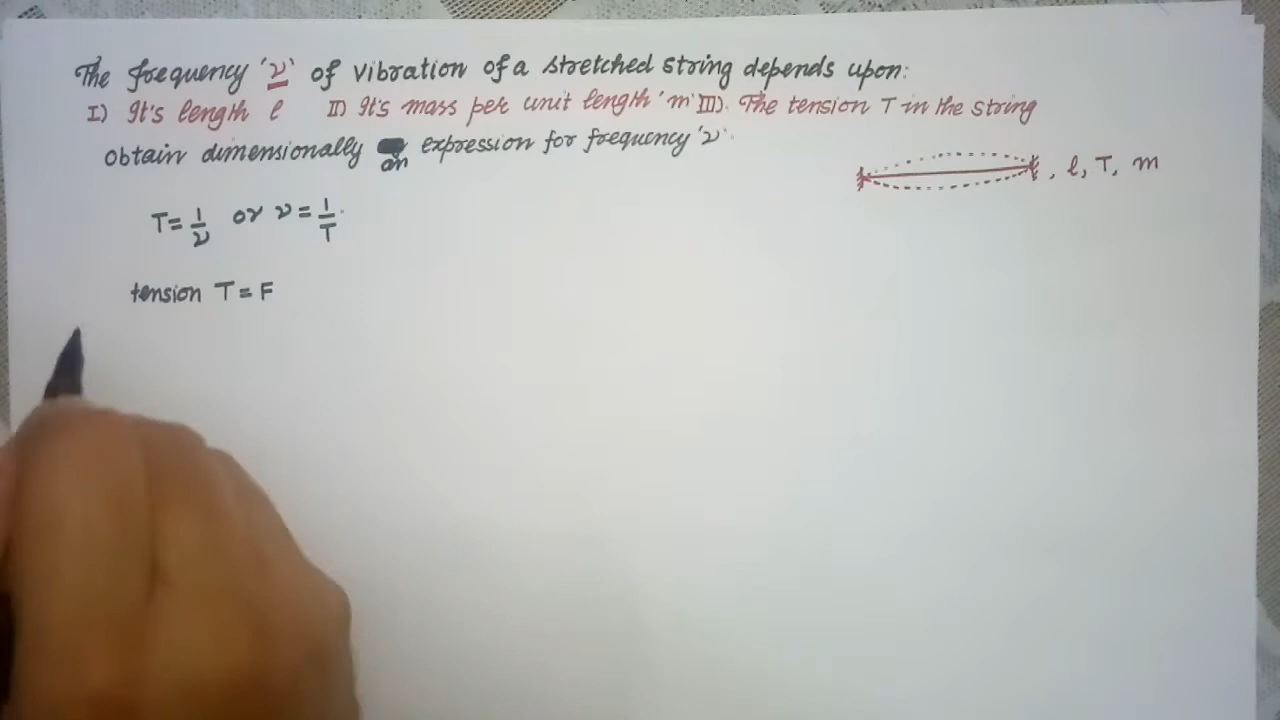 The frequency 'ν' of vibration of a stretched string depends upon:
I) It's length l II) It's mass per unit length 'm' III). The tension T in the string
obtain dimensionally an expression for frequency 'ν'.
, l, T, m
T = 1/ν or ν = 1/T.
tension T = F